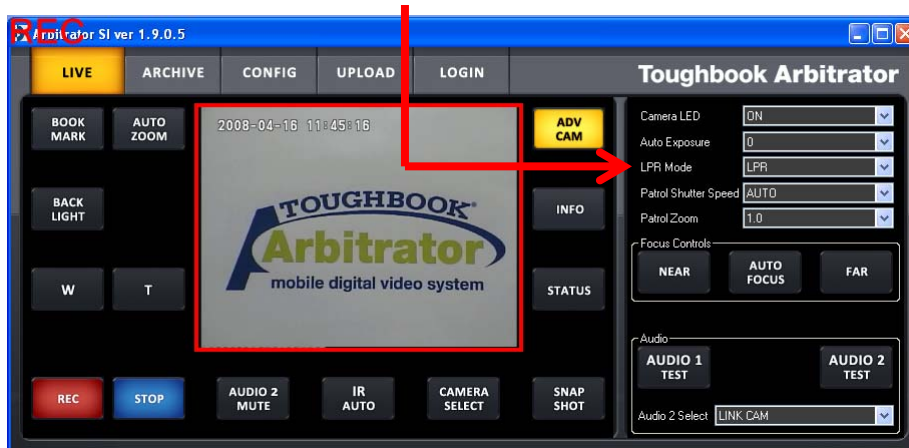 REC
Arbitrator SI ver 1.9.0.5
LIVE ARCHIVE CONFIG UPLOAD LOGIN
Toughbook Arbitrator
BOOK MARK
AUTO ZOOM
BACK LIGHT
W
T
REC
STOP
2008-04-16 11:45:16
TOUGHBOOK
Arbitrator
mobile digital video system
AUDIO 2 MUTE
IR AUTO
CAMERA SELECT
ADV CAM
INFO
STATUS
SNAP SHOT
Camera LED ON
Auto Exposure 0
LPR Mode LPR
Patrol Shutter Speed AUTO
Patrol Zoom 1.0
Focus Controls
NEAR
AUTO FOCUS
FAR
Audio
AUDIO 1 TEST
AUDIO 2 TEST
Audio 2 Select LINK CAM